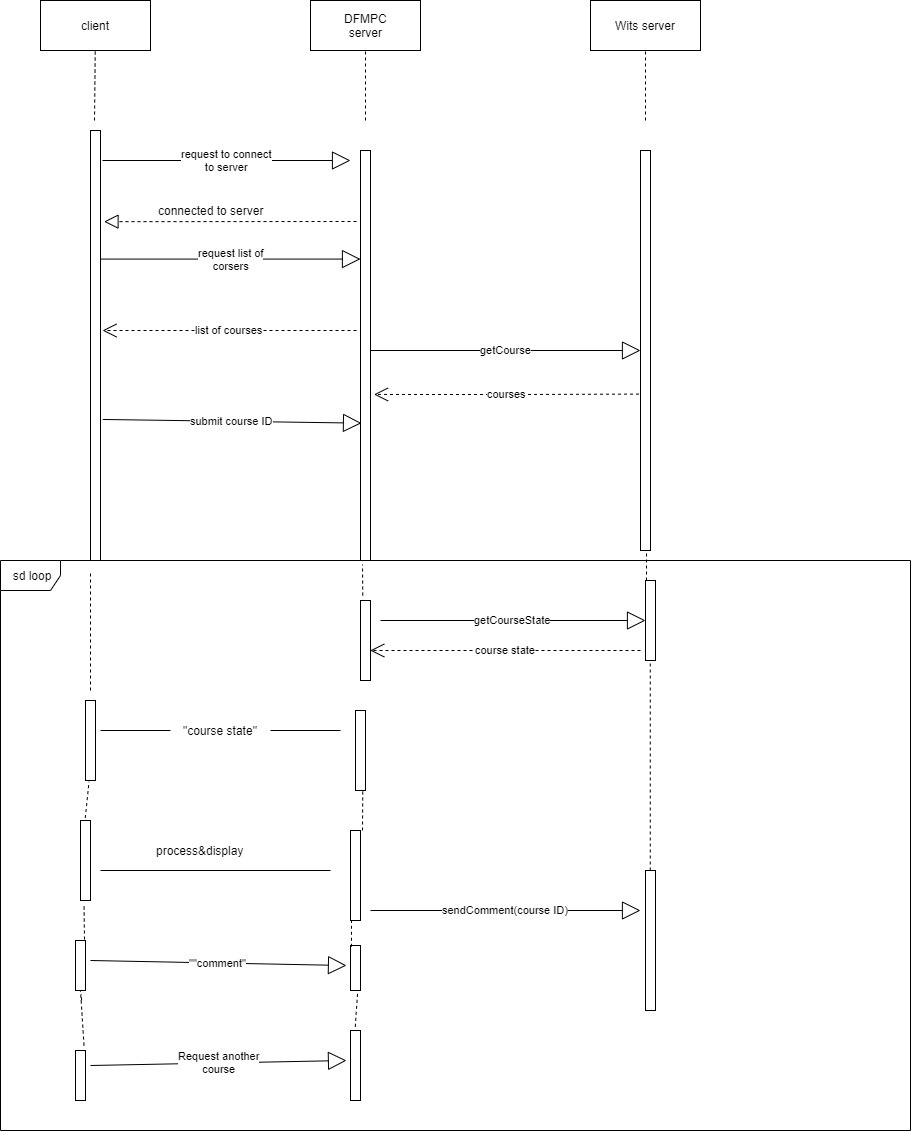 client
DFMPC
server
Wits server
request to connect
to server
connected to server
request list of
corsers
list of courses
getCourse
courses
submit course ID
sd loop
getCourseState
course state
"course state"
process&display
sendComment(course ID)
""comment"
Request another
course